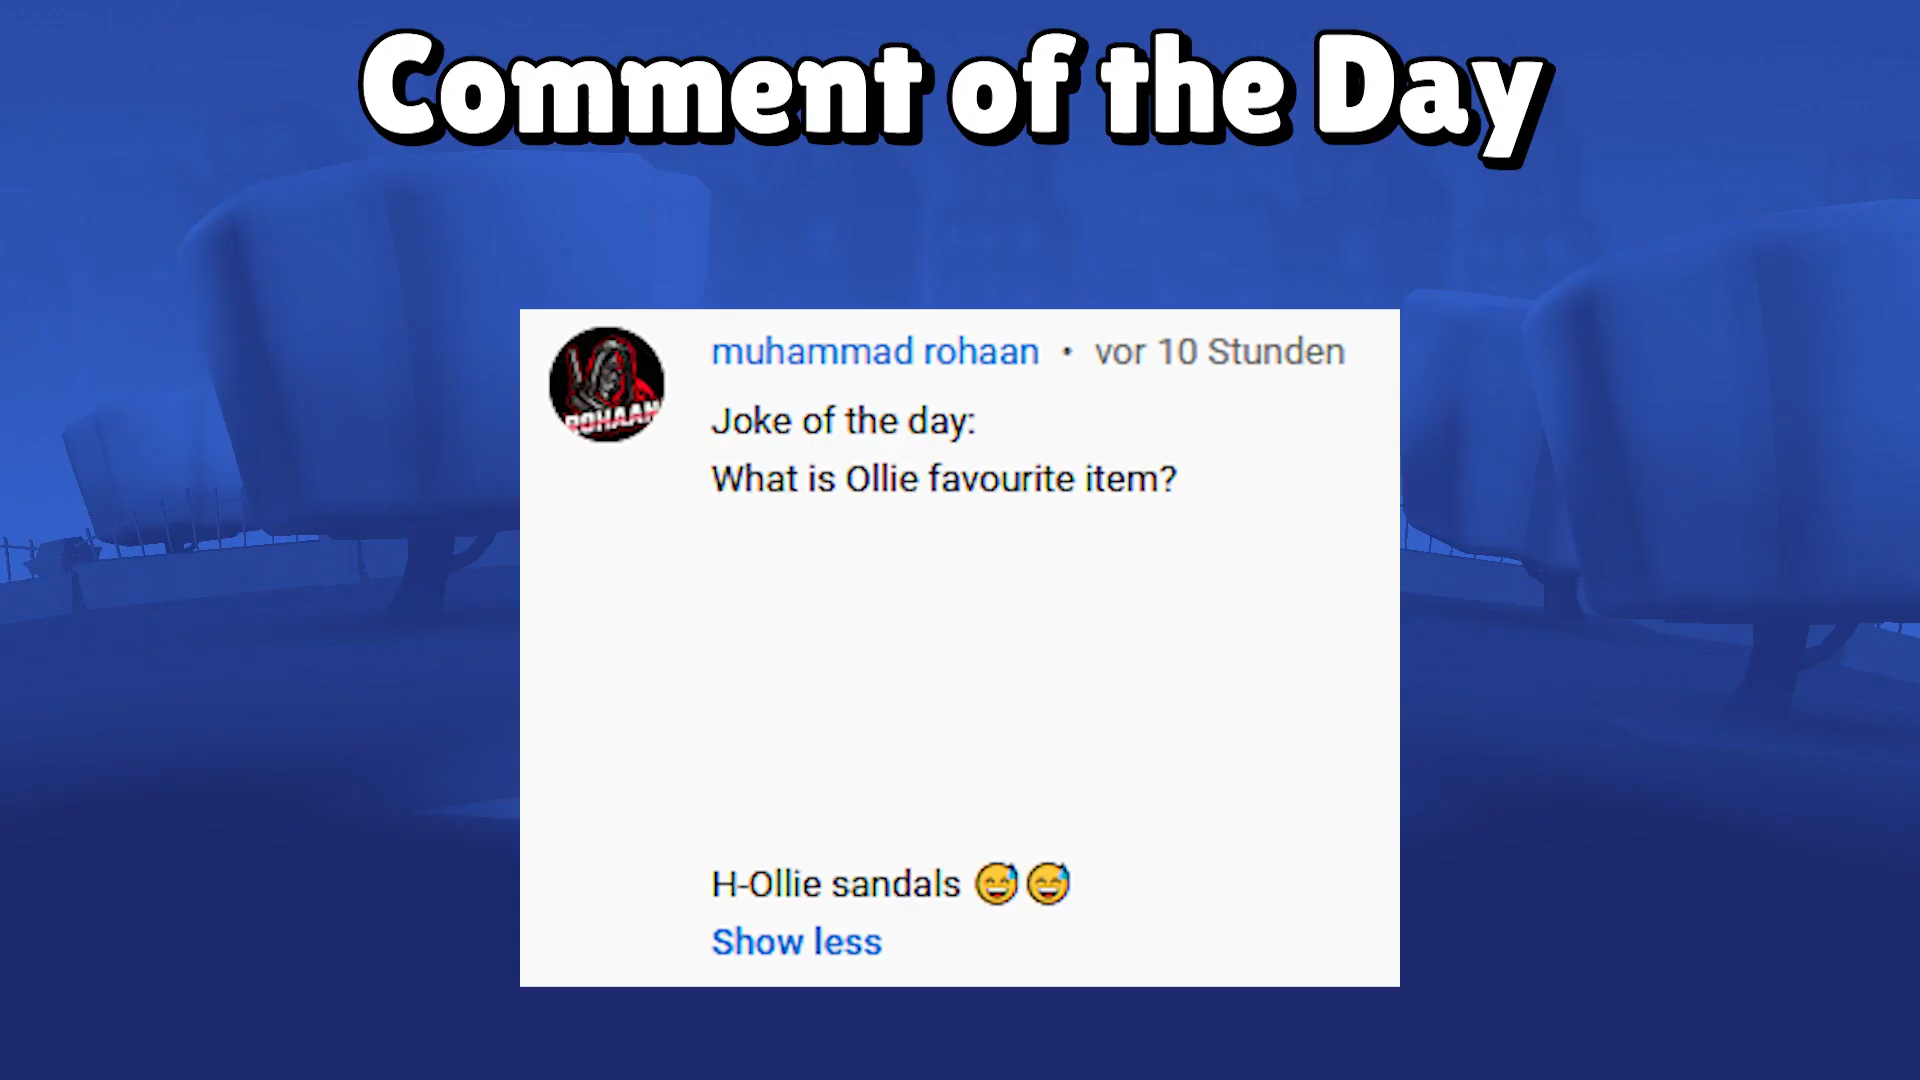 Comment of the Day
muhammad rohaan • vor 10 Stunden
ROHAAN
Joke of the day:
What is Ollie favourite item?
H-Ollie sandals 😅😅
Show less